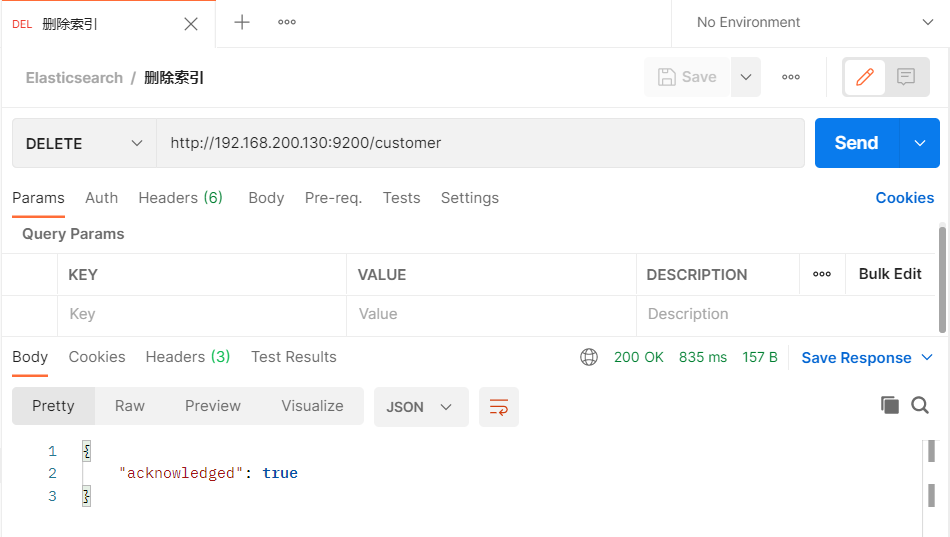 DEL 删除索引 No Environment
Elasticsearch / 删除索引 Save
DELETE http://192.168.200.130:9200/customer Send
Params Auth Headers (6) Body Pre-req. Tests Settings Cookies
Query Params
KEY VALUE DESCRIPTION Bulk Edit
Key Value Description
Body Cookies Headers (3) Test Results 200 OK 835 ms 157 B Save Response
Pretty Raw Preview Visualize JSON
1 {
2 "acknowledged": true
3 }